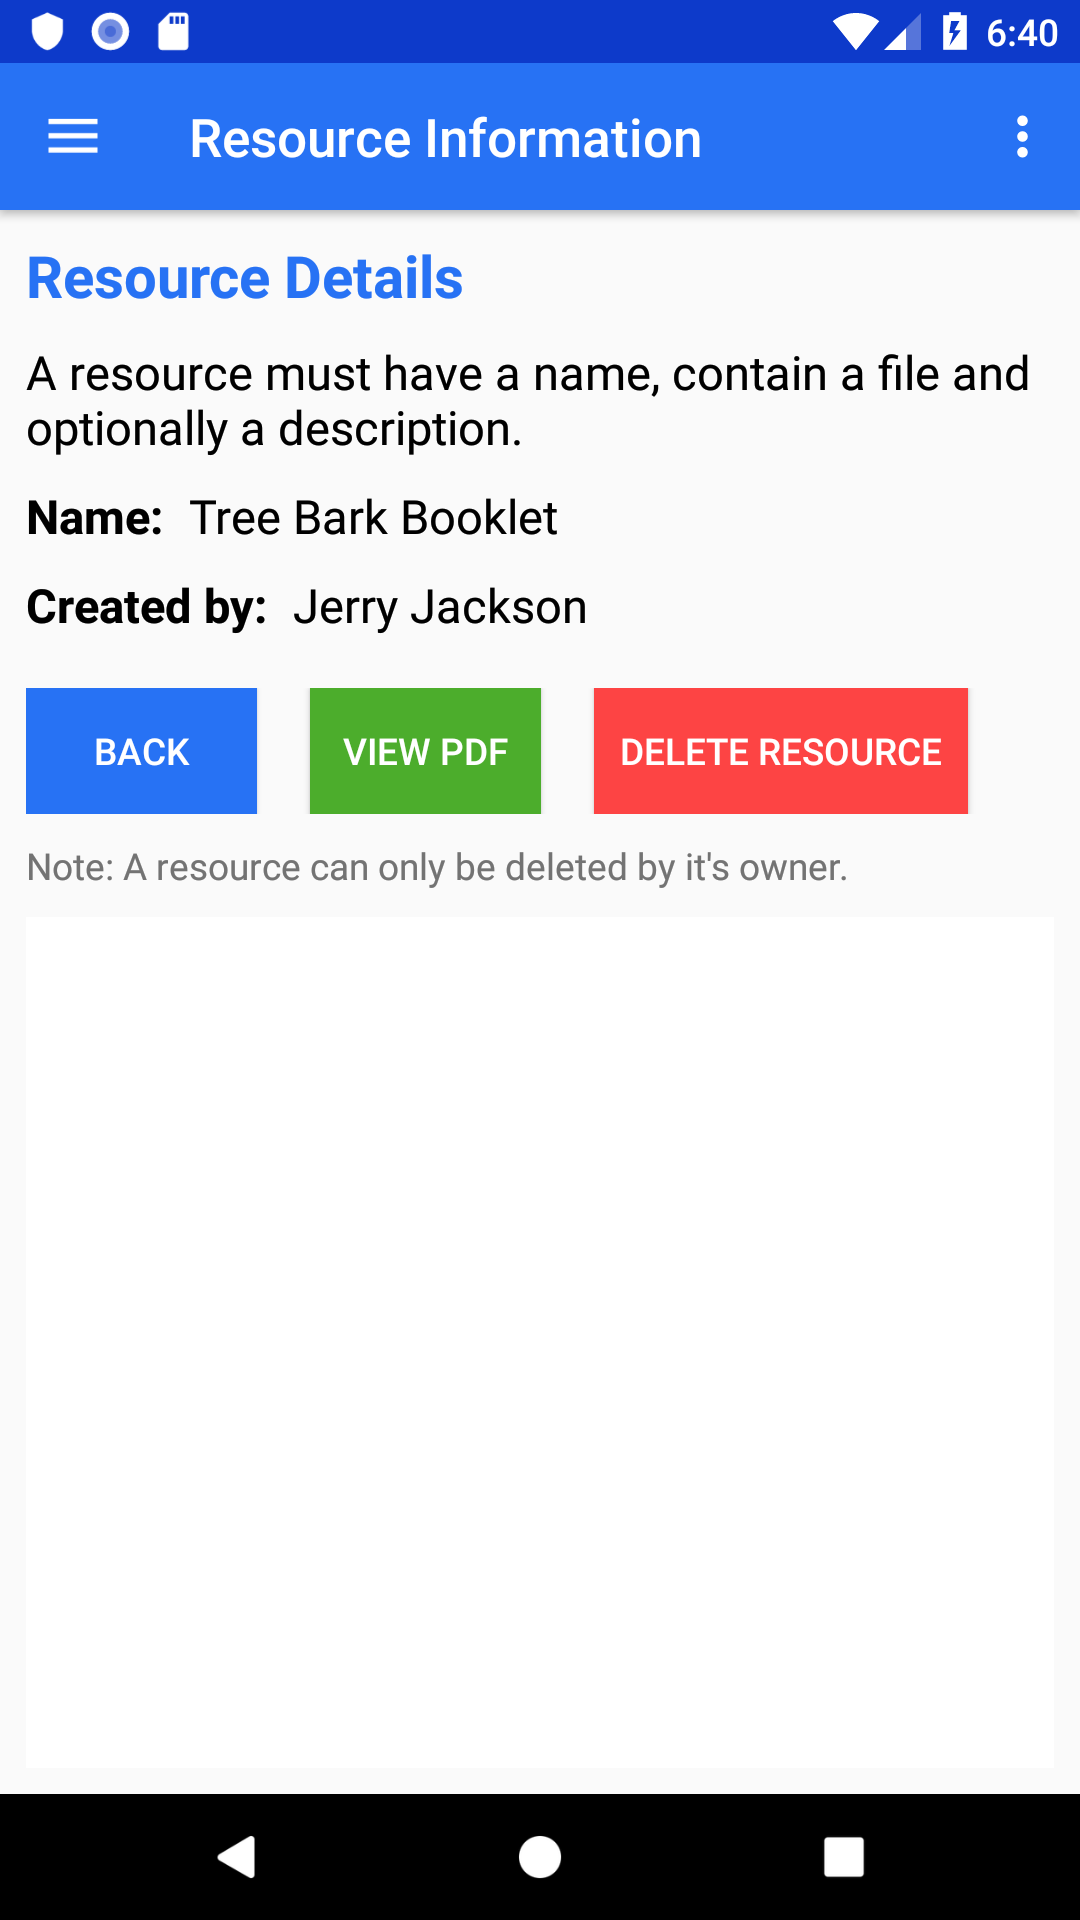 6:40
Resource Information
Resource Details
A resource must have a name, contain a file and
optionally a description.
Name: Tree Bark Booklet
Created by: Jerry Jackson
BACK VIEW PDF DELETE RESOURCE
Note: A resource can only be deleted by it's owner.